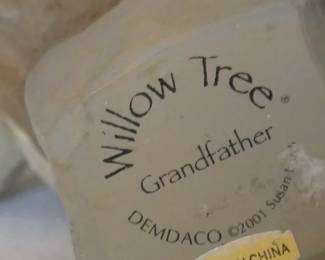 Willow Tree ®
Grandfather
DEMDACO ©2001 Susan
CHINA